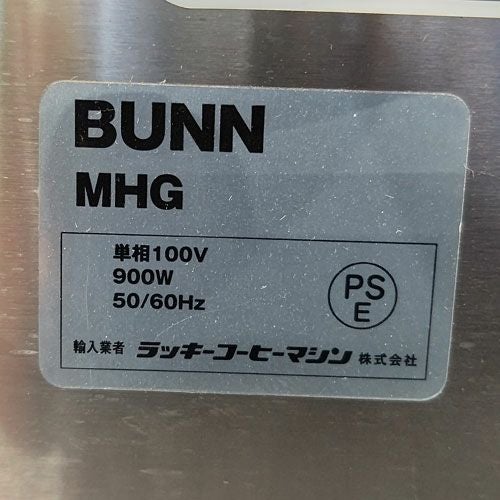 BUNN
MHG
単相100V
900W
50/60Hz
PS
E
輸入業者 ラッキーコーヒーマシン 株式会社